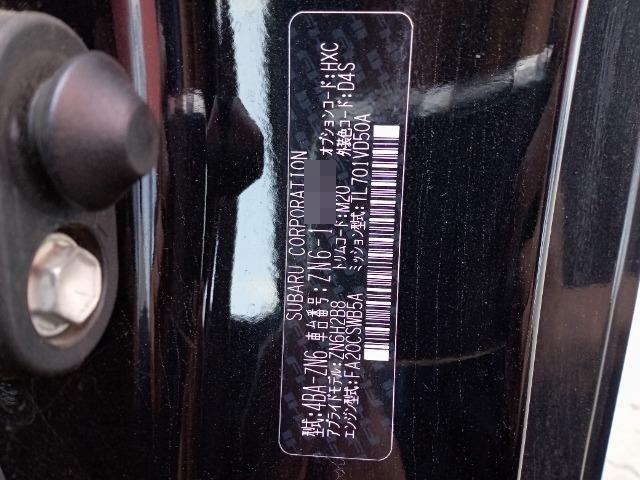 SUBARU CORPORATION
型式:4BA-ZN6 車台番号:ZN6-1
アプライドモデル:ZN6H2B8 トリムコード:M20 オプションコード:HXC
エンジン型式:FA20CSWB5A ミッション型式:TL701VD50A 外装色コード:D4S